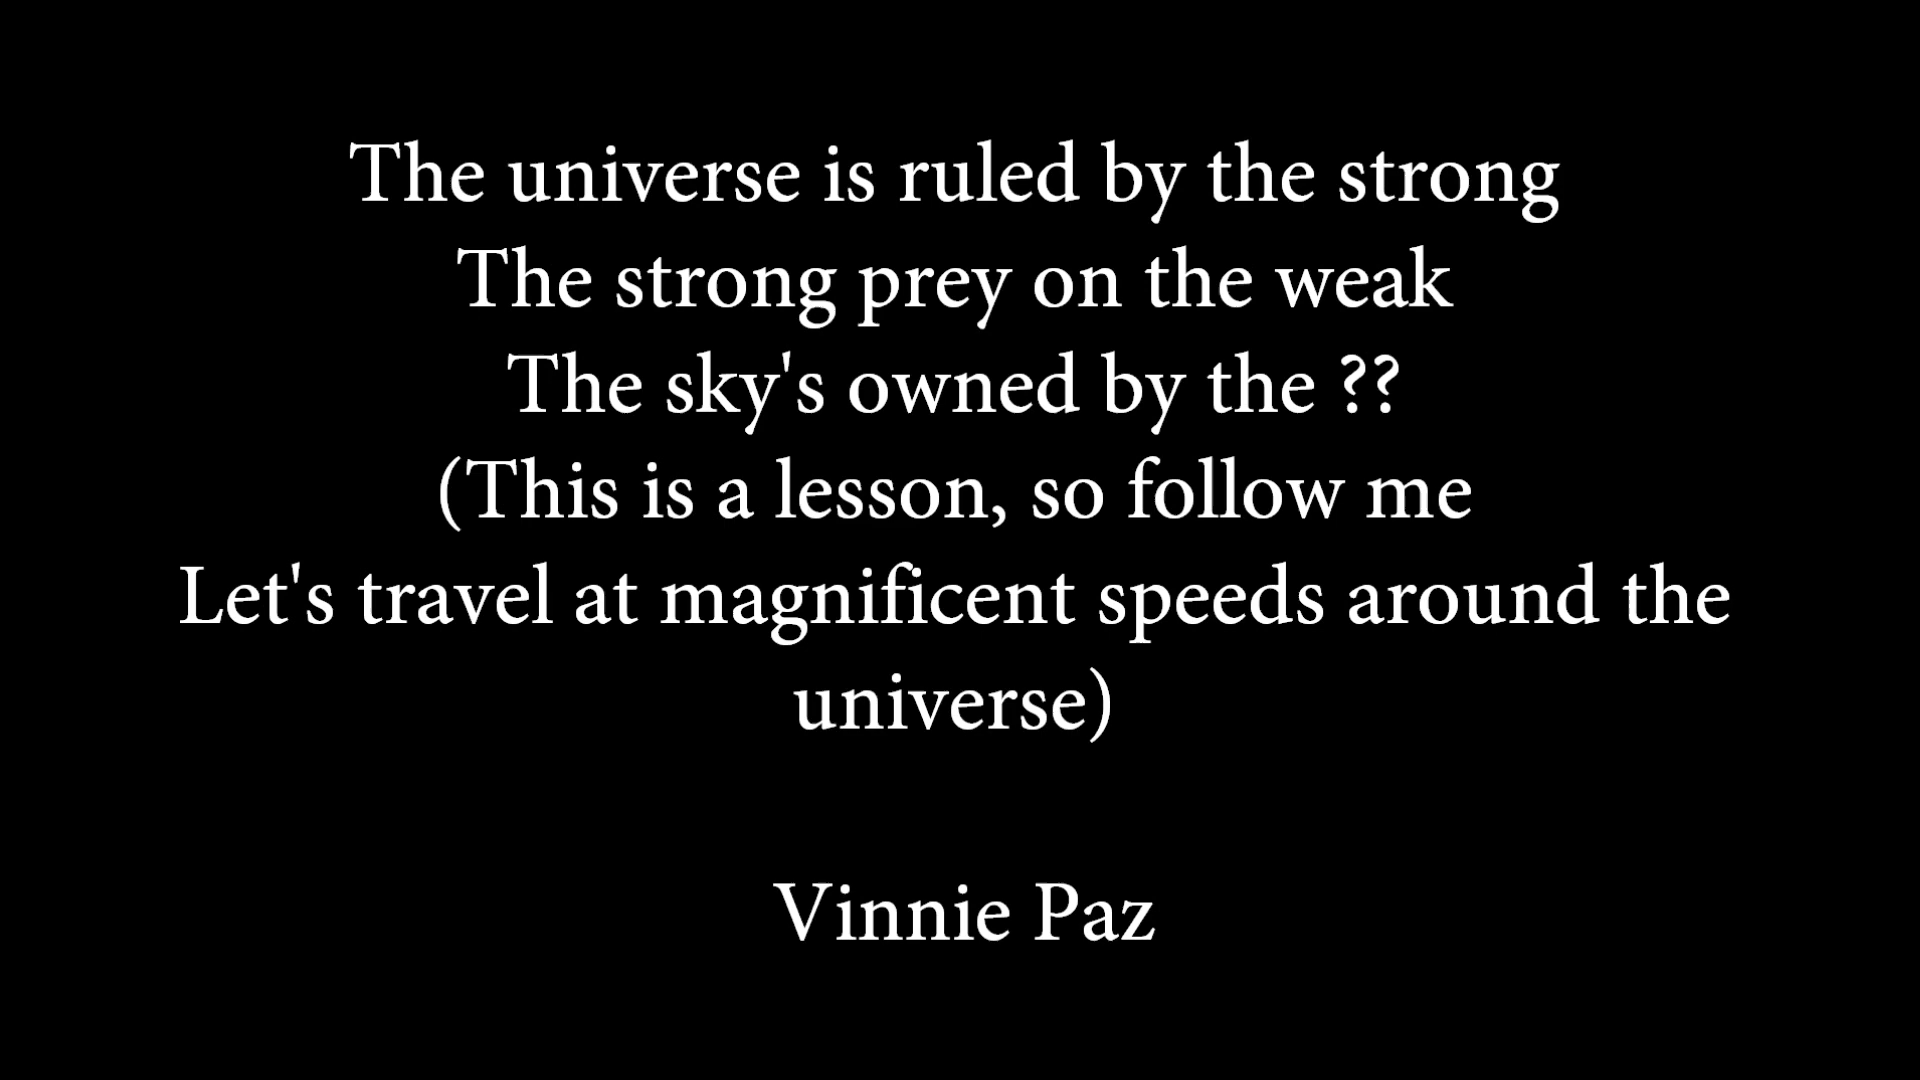 The universe is ruled by the strong
The strong prey on the weak
The sky's owned by the ??
(This is a lesson, so follow me
Let's travel at magnificent speeds around the
universe)
Vinnie Paz